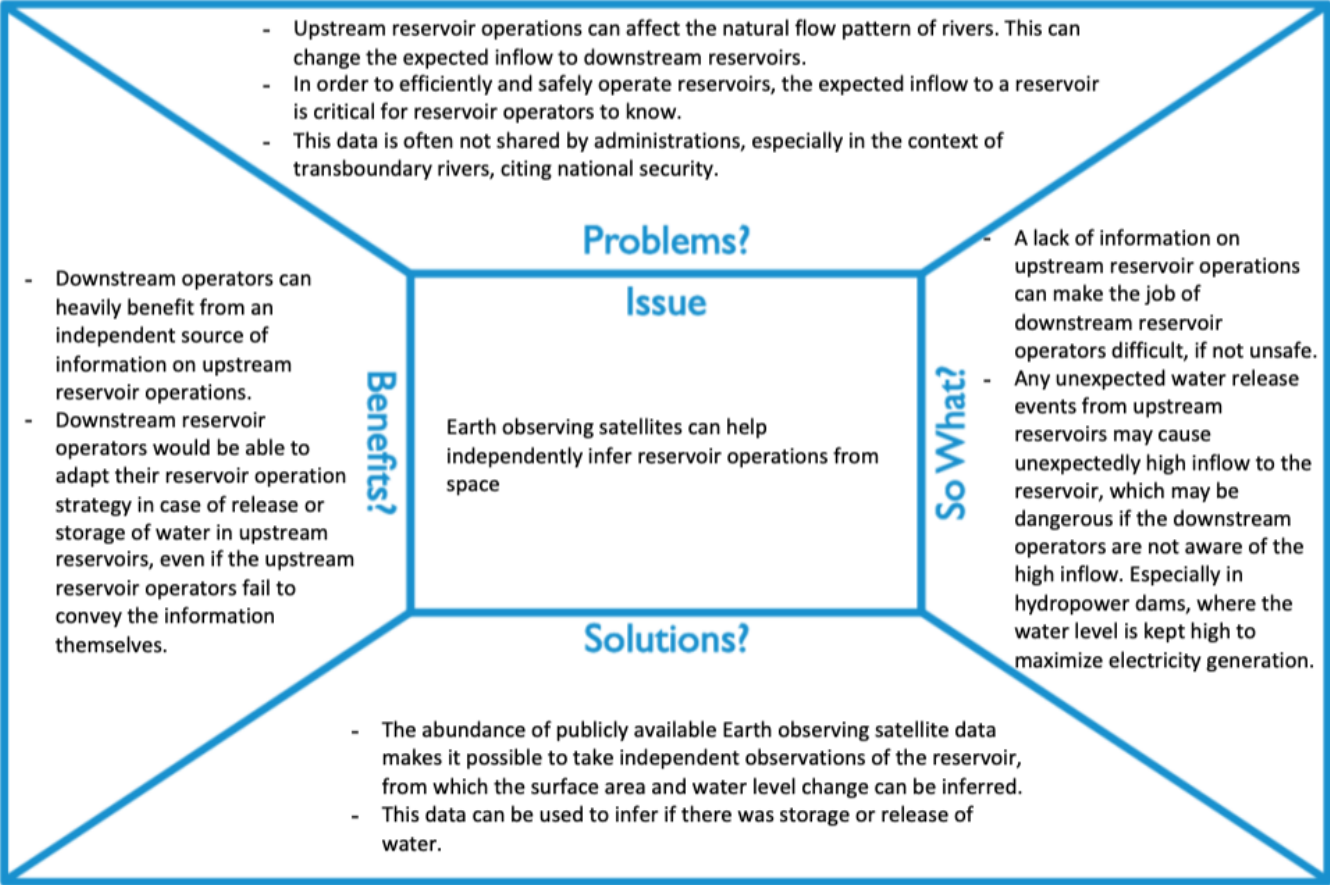 - Upstream reservoir operations can affect the natural flow pattern of rivers. This can
change the expected inflow to downstream reservoirs.
- In order to efficiently and safely operate reservoirs, the expected inflow to a reservoir
is critical for reservoir operators to know.
- This data is often not shared by administrations, especially in the context of
transboundary rivers, citing national security.
Problems?
- Downstream operators can
heavily benefit from an
independent source of
information on upstream
reservoir operations.
- Downstream reservoir
operators would be able to
adapt their reservoir operation
strategy in case of release or
storage of water in upstream
reservoirs, even if the upstream
reservoir operators fail to
convey the information
themselves.
Benefits?
Issue
Earth observing satellites can help
independently infer reservoir operations from
space
So What?
- A lack of information on
upstream reservoir operations
can make the job of
downstream reservoir
operators difficult, if not unsafe.
- Any unexpected water release
events from upstream
reservoirs may cause
unexpectedly high inflow to the
reservoir, which may be
dangerous if the downstream
operators are not aware of the
high inflow. Especially in
hydropower dams, where the
water level is kept high to
maximize electricity generation.
Solutions?
- The abundance of publicly available Earth observing satellite data
makes it possible to take independent observations of the reservoir,
from which the surface area and water level change can be inferred.
- This data can be used to infer if there was storage or release of
water.